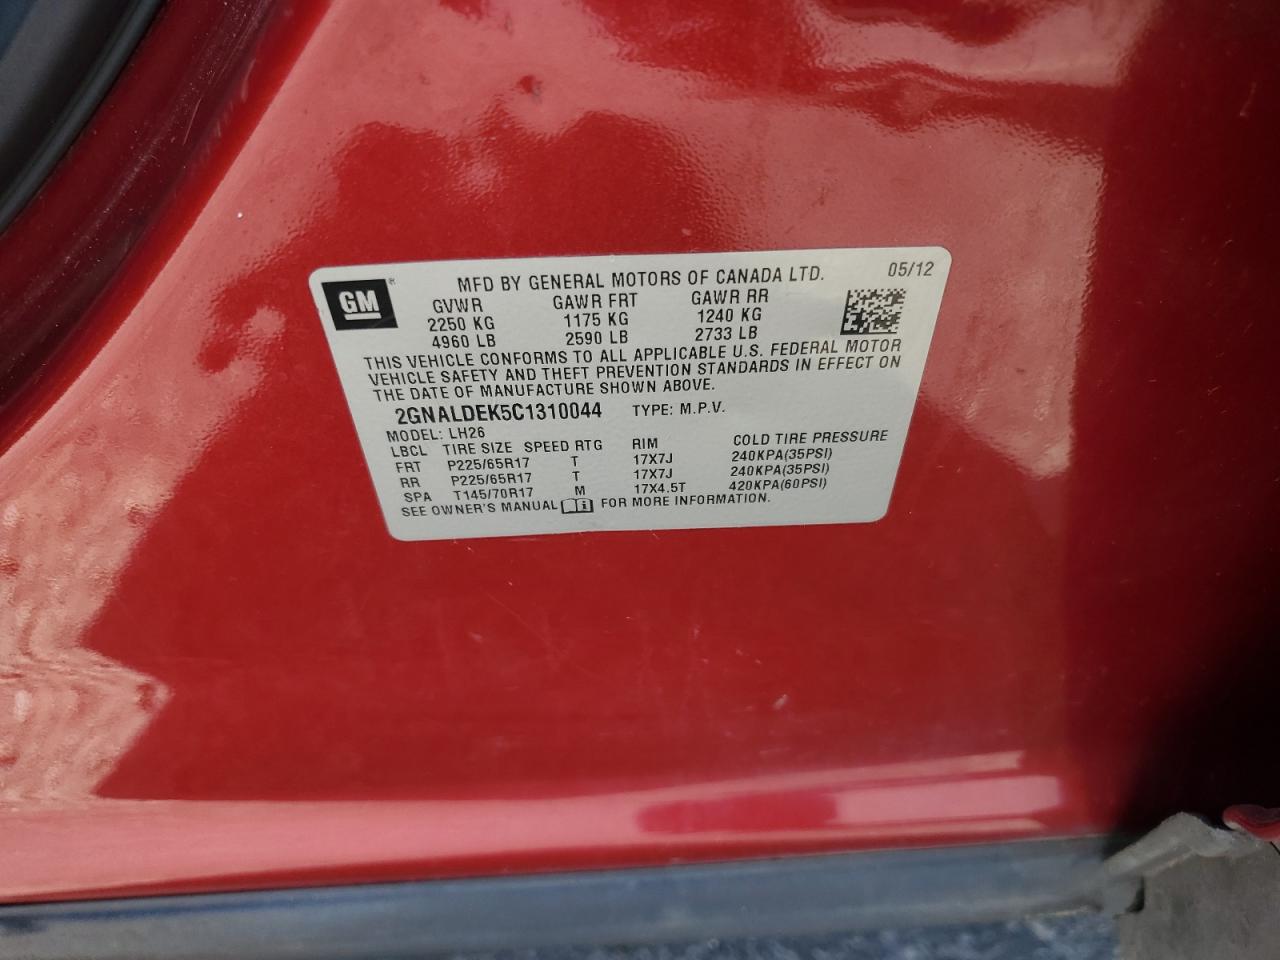 GM ®
MFD BY GENERAL MOTORS OF CANADA LTD. 05/12
GVWR GAWR FRT GAWR RR
2250 KG 1175 KG 1240 KG
4960 LB 2590 LB 2733 LB
THIS VEHICLE CONFORMS TO ALL APPLICABLE U.S. FEDERAL MOTOR
VEHICLE SAFETY AND THEFT PREVENTION STANDARDS IN EFFECT ON
THE DATE OF MANUFACTURE SHOWN ABOVE.
2GNALDEK5C1310044 TYPE: M.P.V.
MODEL: LH26
LBCL TIRE SIZE SPEED RTG RIM COLD TIRE PRESSURE
FRT P225/65R17 T 17X7J 240KPA(35PSI)
RR P225/65R17 T 17X7J 240KPA(35PSI)
SPA T145/70R17 M 17X4.5T 420KPA(60PSI)
SEE OWNER'S MANUAL FOR MORE INFORMATION.